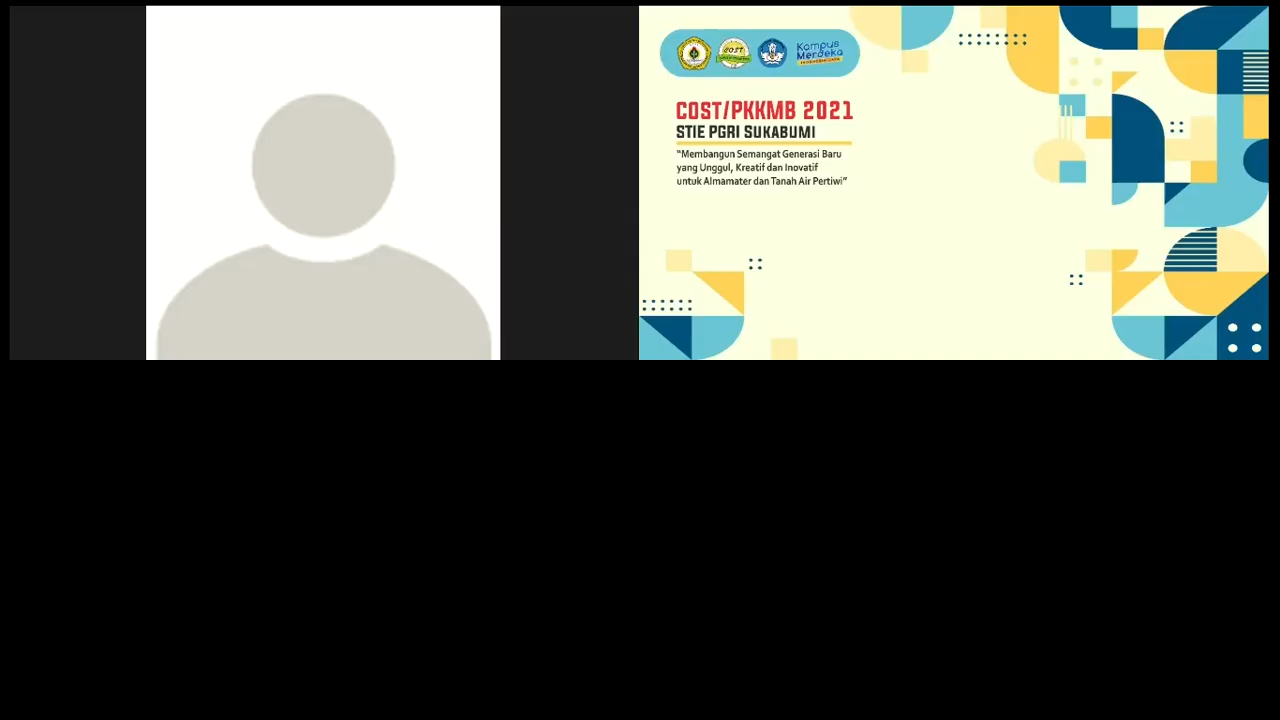 COST
Kampus
Merdeka
COST/PKKMB 2021
STIE PGRI SUKABUMI
"Membangun Semangat Generasi Baru
yang Unggul, Kreatif dan Inovatif
untuk Almamater dan Tanah Air Pertiwi"